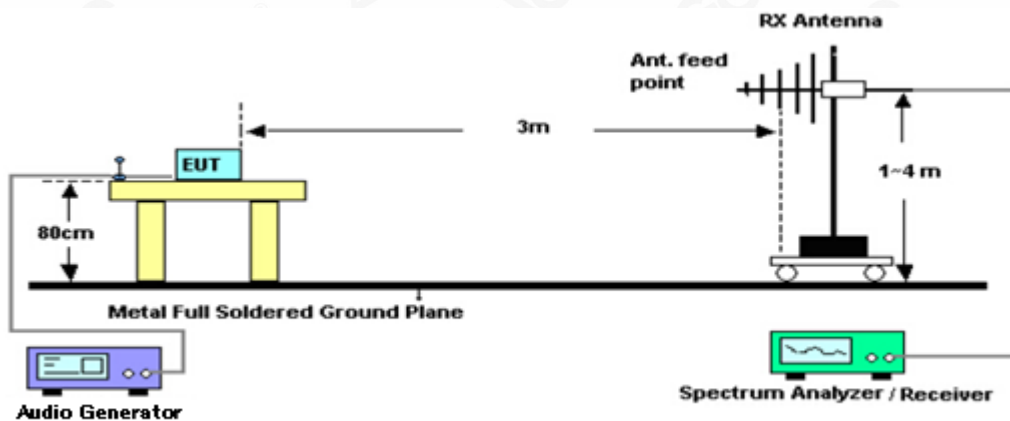 RX Antenna
Ant. feed
point
3m
EUT
1~4 m
80cm
Metal Full Soldered Ground Plane
Audio Generator
Spectrum Analyzer / Receiver